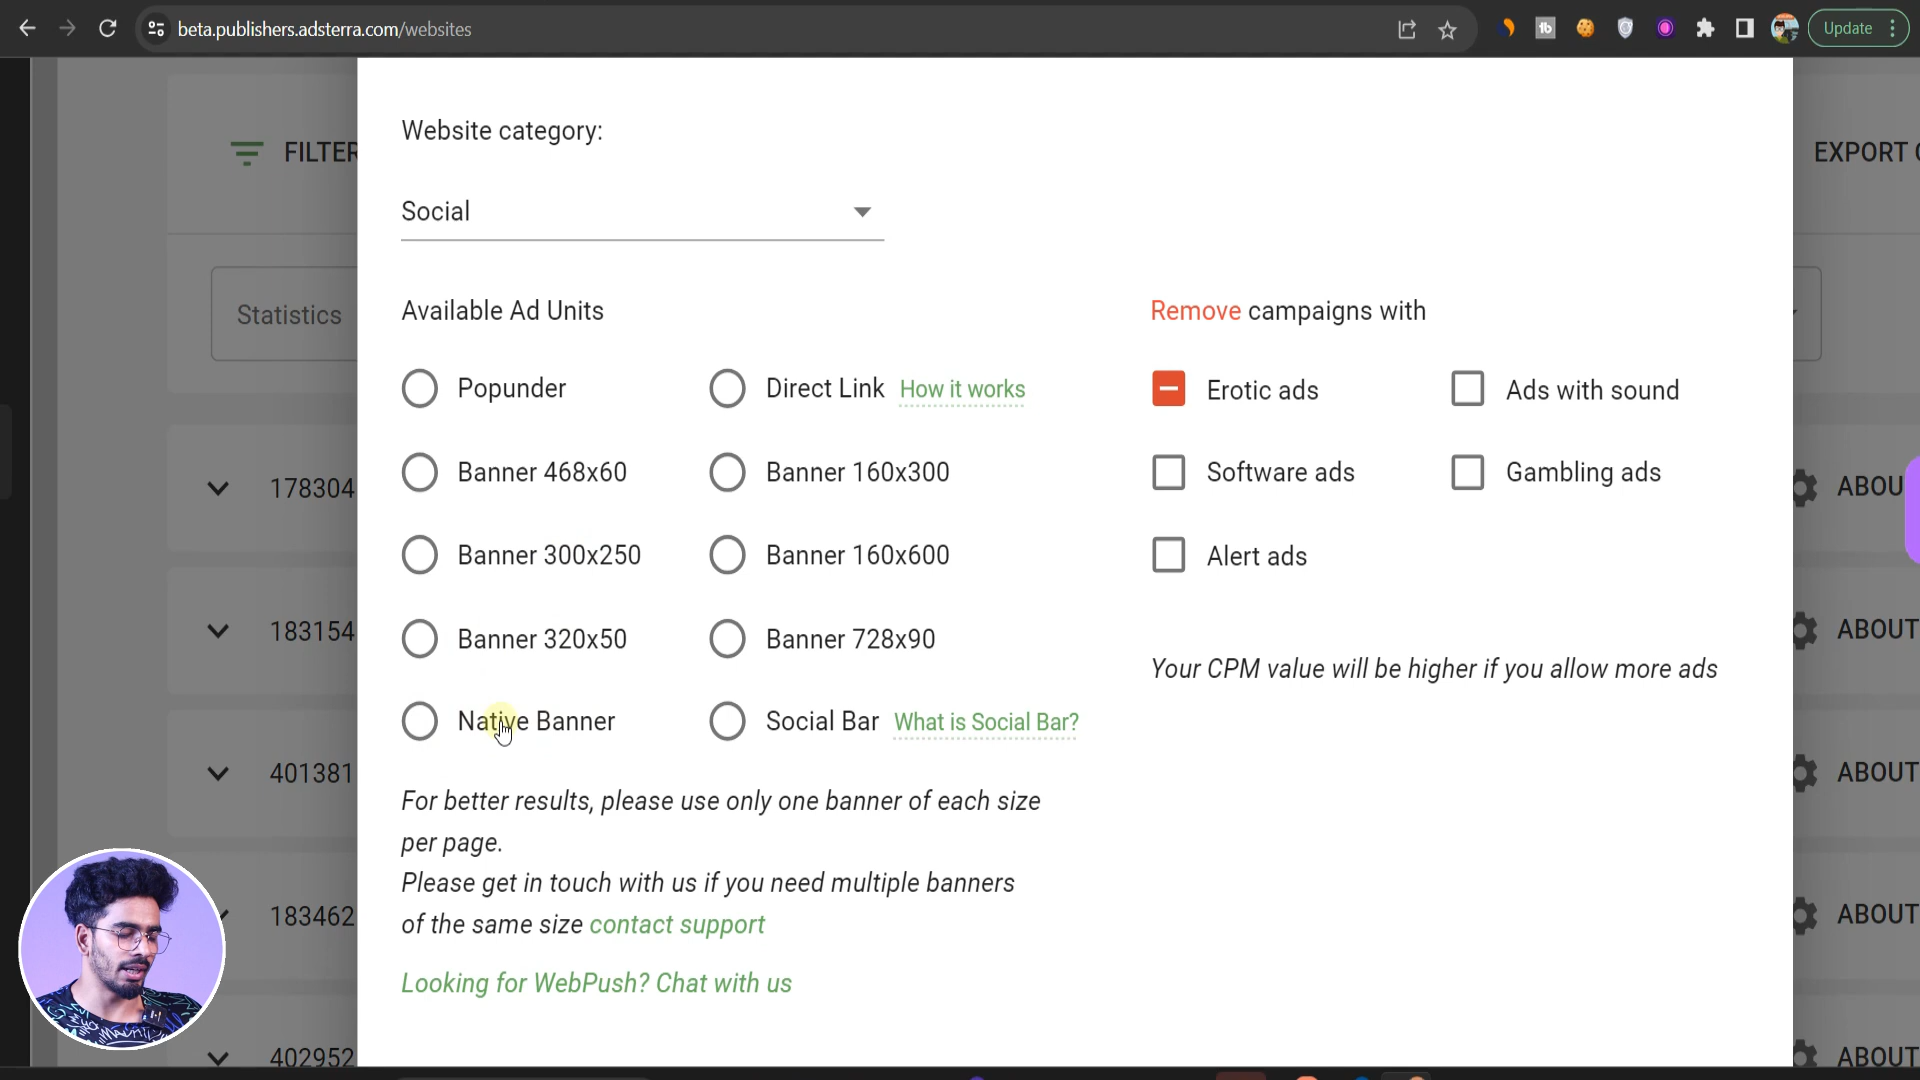 beta.publishers.adsterra.com/websites
Update
Website category:
FILTER
EXPORT
Social
Statistics
Available Ad Units
Remove campaigns with
Popunder
Direct Link How it works
Erotic ads
Ads with sound
Banner 468x60
Banner 160x300
Software ads
Gambling ads
178304
ABOU
Banner 300x250
Banner 160x600
Alert ads
183154
ABOUT
Banner 320x50
Banner 728x90
Your CPM value will be higher if you allow more ads
Native Banner
Social Bar What is Social Bar?
401381
ABOUT
For better results, please use only one banner of each size
per page.
Please get in touch with us if you need multiple banners
of the same size contact support
183462
ABOUT
Looking for WebPush? Chat with us
402952
ABOUT